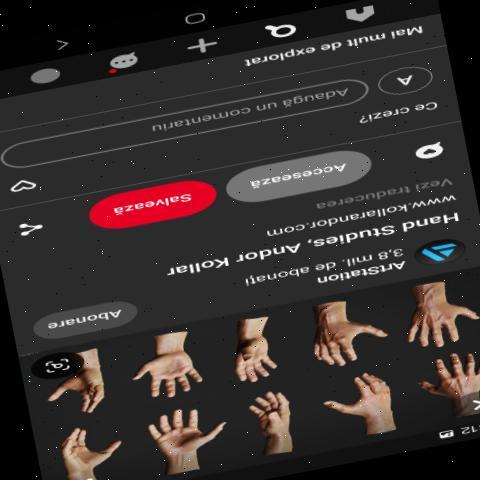 :12
ArtStation
3,8 mil. de abonați
Abonare
Hand Studies, Andor Kollar
www.kollarandor.com
Vezi traducerea
Accesează
Salvează
Ce crezi?
A
Adaugă un comentariu
Mai mult de explorat